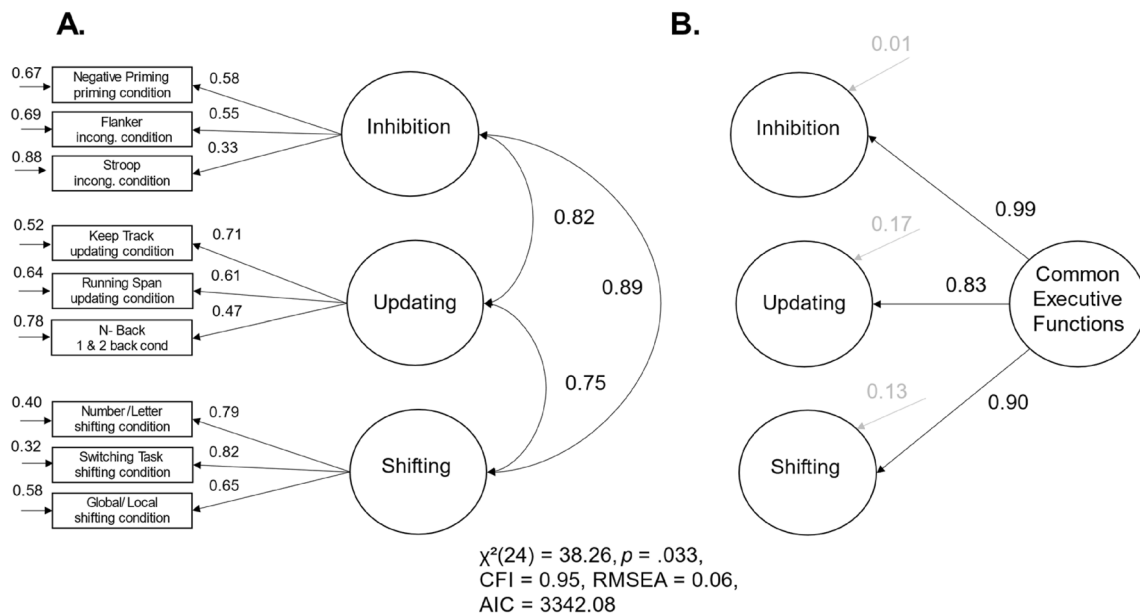 A.
0.67
Negative Priming
priming condition
0.58
0.69
Flanker
incong. condition
0.55
0.88
Stroop
incong. condition
0.33
Inhibition
0.52
Keep Track
updating condition
0.71
0.64
Running Span
updating condition
0.61
0.78
N- Back
1 & 2 back cond
0.47
Updating
0.40
Number/Letter
shifting condition
0.79
0.32
Switching Task
shifting condition
0.82
0.58
Global/Local
shifting condition
0.65
Shifting
0.82
0.89
0.75
χ²(24) = 38.26, p = .033,
CFI = 0.95, RMSEA = 0.06,
AIC = 3342.08
B.
0.01
Inhibition
0.99
0.17
Updating
0.83
Common
Executive
Functions
0.13
Shifting
0.90